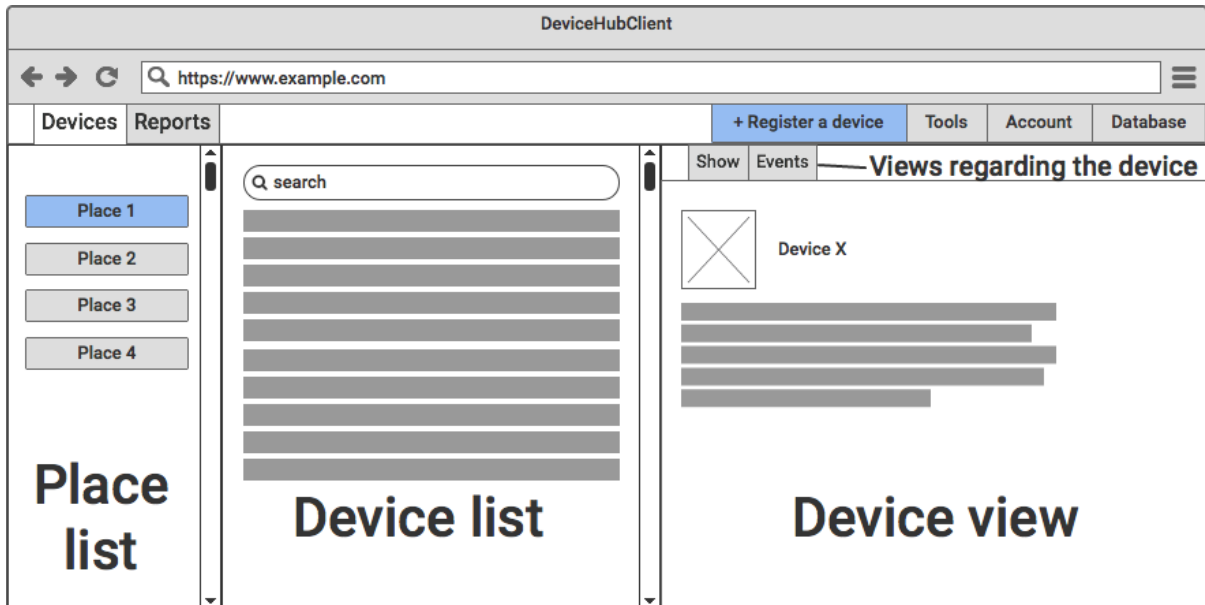 DeviceHubClient
https://www.example.com
Devices Reports + Register a device Tools Account Database
Place 1
Place 2
Place 3
Place 4
Place
list
search
Device list
Show Events Views regarding the device
Device X
Device view